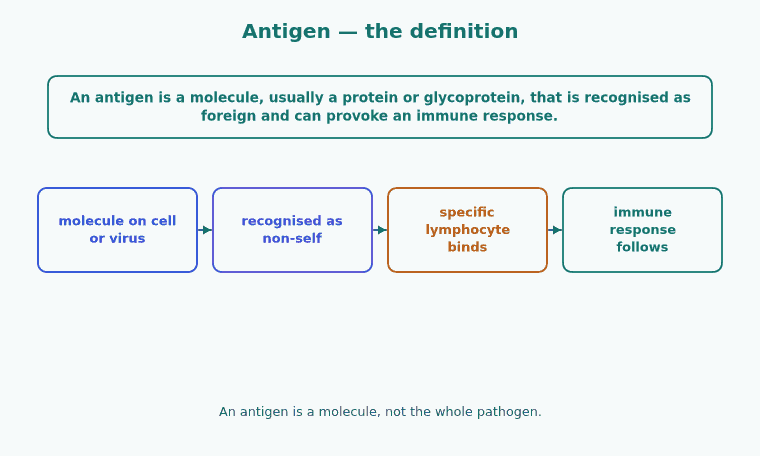 Antigen — the definition
An antigen is a molecule, usually a protein or glycoprotein, that is recognised as
foreign and can provoke an immune response.
molecule on cell
or virus
recognised as
non-self
specific
lymphocyte
binds
immune
response
follows
An antigen is a molecule, not the whole pathogen.